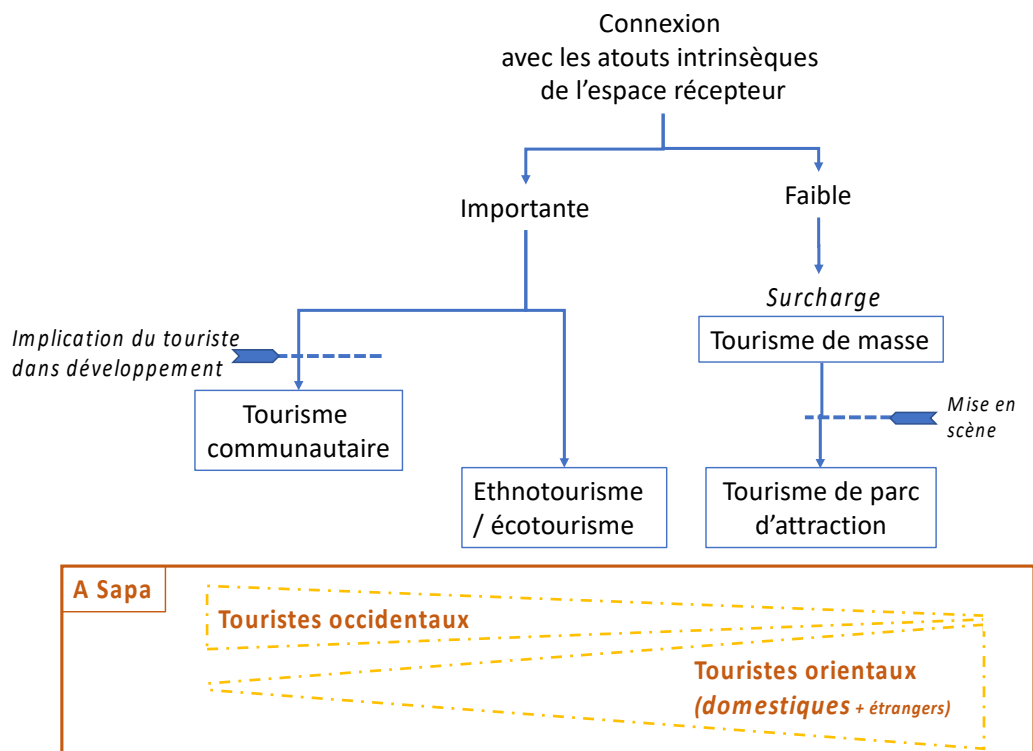 Connexion
avec les atouts intrinsèques
de l'espace récepteur
Importante
Faible
Surcharge
Implication du touriste
dans développement
Tourisme de masse
Mise en
scène
Tourisme
communautaire
Ethnotourisme
/ écotourisme
Tourisme de parc
d'attraction
A Sapa
Touristes occidentaux
Touristes orientaux
(domestiques + étrangers)